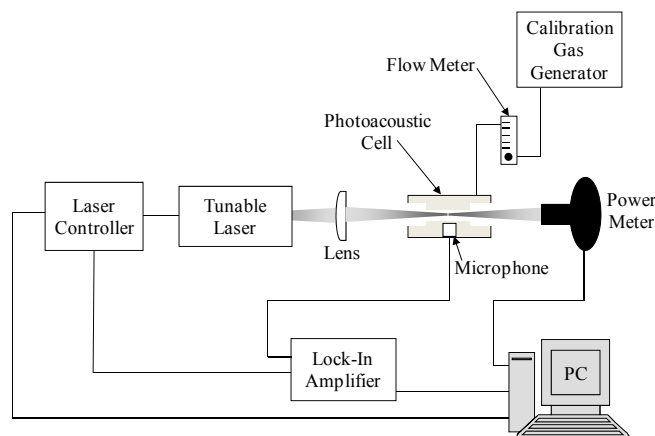 Calibration
Gas
Generator
Flow Meter
Photoacoustic
Cell
Laser
Controller
Tunable
Laser
Lens
Microphone
Power
Meter
Lock-In
Amplifier
PC